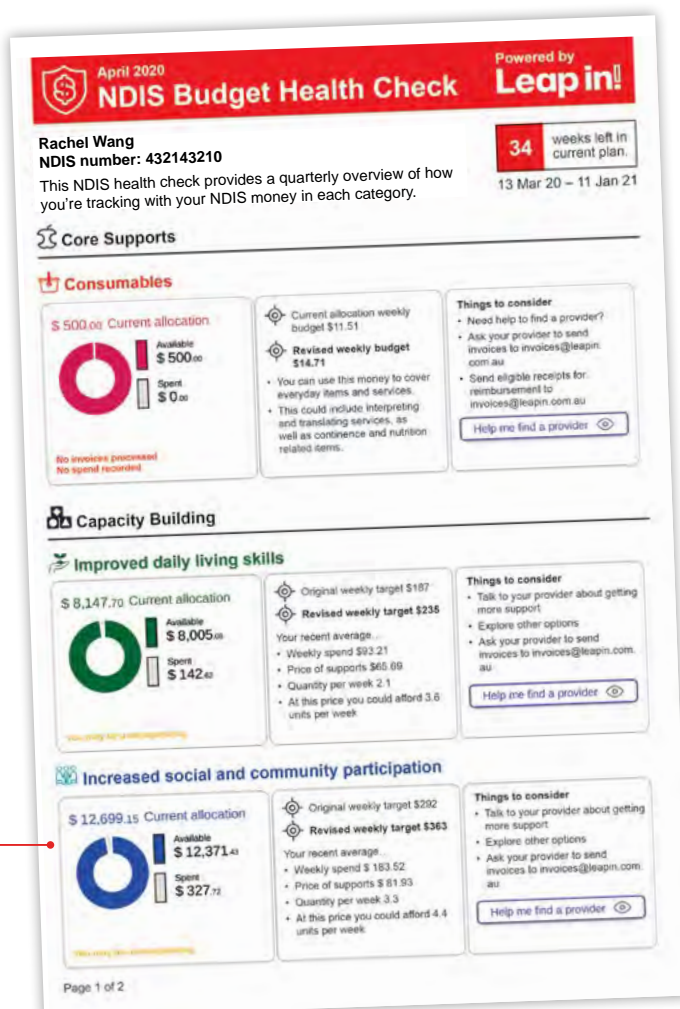 April 2020
NDIS Budget Health Check
Powered by
Leap in!
Rachel Wang
NDIS number: 432143210
This NDIS health check provides a quarterly overview of how
you're tracking with your NDIS money in each category.
34
weeks left in
current plan.
13 Mar 20 – 11 Jan 21
Core Supports
Consumables
$ 500.00 Current allocation
Available
$ 500.00
Spent
$ 0.00
No invoices processed
No spend recorded
Current allocation weekly
budget $11.51
Revised weekly budget
$14.71
• You can use this money to cover
everyday items and services.
• This could include interpreting
and translating services, as
well as continence and nutrition
related items.
Things to consider
• Need help to find a provider?
• Ask your provider to send
invoices to invoices@leapin.
com.au
• Send eligible receipts for
reimbursement to
invoices@leapin.com.au
Help me find a provider
Capacity Building
Improved daily living skills
$ 8,147.70 Current allocation
Available
$ 8,005.08
Spent
$ 142.62
You may be underspending
Original weekly target $187
Revised weekly target $235
Your recent average...
• Weekly spend $93.21
• Price of supports $65.69
• Quantity per week 2.1
• At this price you could afford 3.6
units per week
Things to consider
• Talk to your provider about getting
more support
• Explore other options
• Ask your provider to send
invoices to invoices@leapin.com.
au
Help me find a provider
Increased social and community participation
$ 12,699.15 Current allocation
Available
$ 12,371.43
Spent
$ 327.72
You may be underspending
Original weekly target $292
Revised weekly target $363
Your recent average...
• Weekly spend $ 183.52
• Price of supports $ 81.93
• Quantity per week 3.3
• At this price you could afford 4.4
units per week
Things to consider
• Talk to your provider about getting
more support
• Explore other options
• Ask your provider to send
invoices to invoices@leapin.com.
au
Help me find a provider
Page 1 of 2